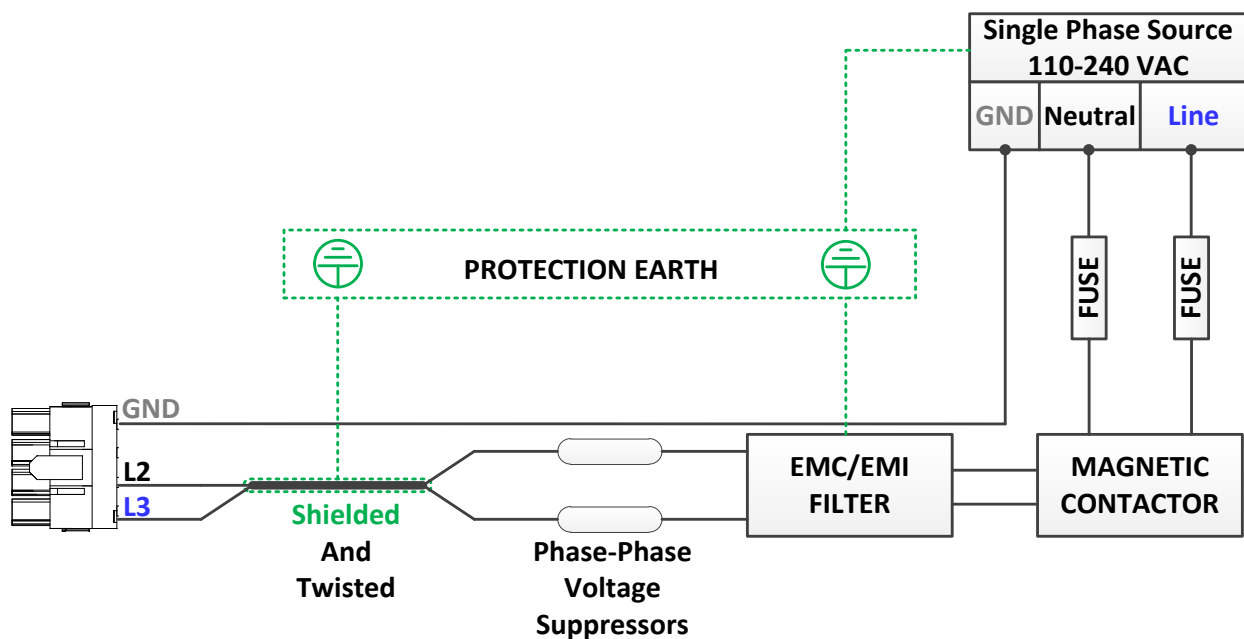 Single Phase Source
110-240 VAC
GND Neutral Line
PROTECTION EARTH
FUSE FUSE
GND
L2
L3
Shielded
And
Twisted
Phase-Phase
Voltage
Suppressors
EMC/EMI
FILTER
MAGNETIC
CONTACTOR